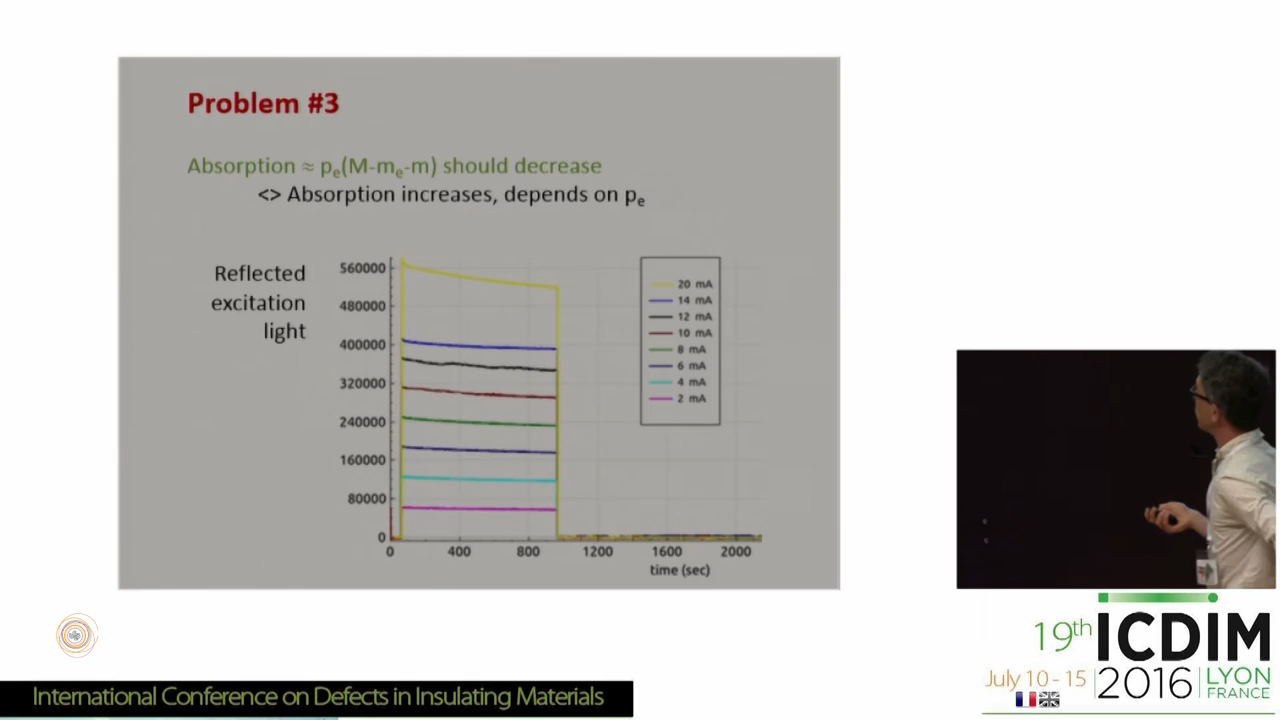 Problem #3
Absorption ≈ pe(M-me-m) should decrease
<> Absorption increases, depends on pe
Reflected
excitation
light
560000
480000
400000
320000
240000
160000
80000
0
0 400 800 1200 1600 2000
time (sec)
20 mA
14 mA
12 mA
10 mA
8 mA
6 mA
4 mA
2 mA
19th ICDIM
July 10 - 15 2016 LYON
FRANCE
International Conference on Defects in Insulating Materials